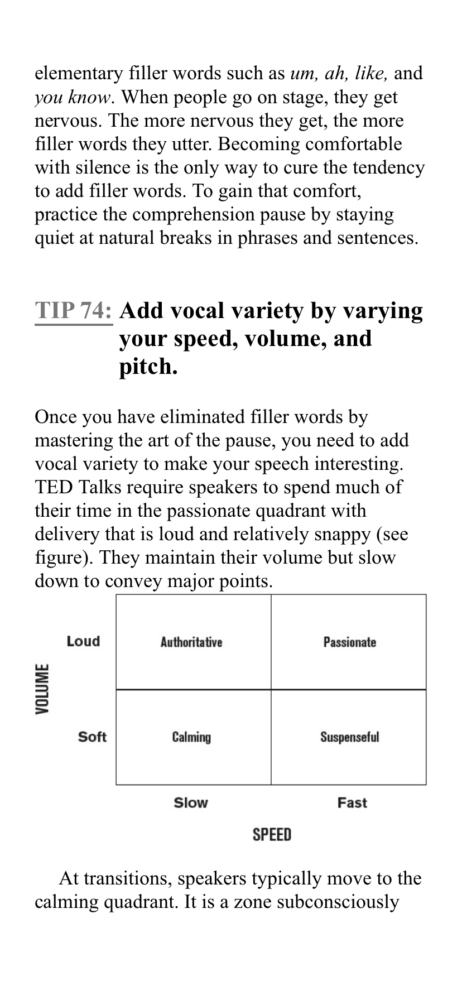 elementary filler words such as um, ah, like, and
you know. When people go on stage, they get
nervous. The more nervous they get, the more
filler words they utter. Becoming comfortable
with silence is the only way to cure the tendency
to add filler words. To gain that comfort,
practice the comprehension pause by staying
quiet at natural breaks in phrases and sentences.
TIP 74: Add vocal variety by varying
your speed, volume, and
pitch.
Once you have eliminated filler words by
mastering the art of the pause, you need to add
vocal variety to make your speech interesting.
TED Talks require speakers to spend much of
their time in the passionate quadrant with
delivery that is loud and relatively snappy (see
figure). They maintain their volume but slow
down to convey major points.
Loud Authoritative Passionate
VOLUME
Soft Calming Suspenseful
Slow Fast
SPEED
At transitions, speakers typically move to the
calming quadrant. It is a zone subconsciously